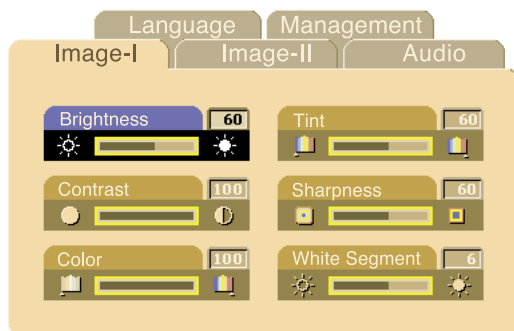 Language Management
Image-I Image-II Audio
Brightness 60
Tint 60
Contrast 100
Sharpness 60
Color 100
White Segment 6